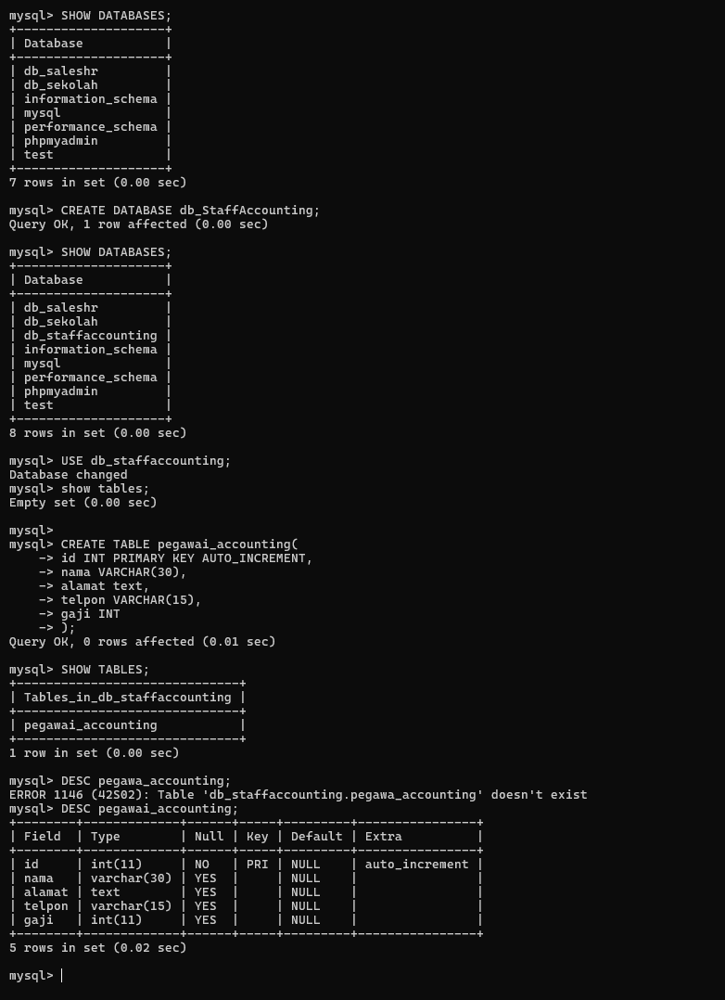 mysql> SHOW DATABASES;
+--------------------+
| Database           |
+--------------------+
| db_saleshr         |
| db_sekolah         |
| information_schema |
| mysql              |
| performance_schema |
| phpmyadmin         |
| test               |
+--------------------+
7 rows in set (0.00 sec)

mysql> CREATE DATABASE db_StaffAccounting;
Query OK, 1 row affected (0.00 sec)

mysql> SHOW DATABASES;
+--------------------+
| Database           |
+--------------------+
| db_saleshr         |
| db_sekolah         |
| db_staffaccounting |
| information_schema |
| mysql              |
| performance_schema |
| phpmyadmin         |
| test               |
+--------------------+
8 rows in set (0.00 sec)

mysql> USE db_staffaccounting;
Database changed
mysql> show tables;
Empty set (0.00 sec)

mysql>
mysql> CREATE TABLE pegawai_accounting(
    -> id INT PRIMARY KEY AUTO_INCREMENT,
    -> nama VARCHAR(30),
    -> alamat text,
    -> telpon VARCHAR(15),
    -> gaji INT
    -> );
Query OK, 0 rows affected (0.01 sec)

mysql> SHOW TABLES;
+------------------------------+
| Tables_in_db_staffaccounting |
+------------------------------+
| pegawai_accounting           |
+------------------------------+
1 row in set (0.00 sec)

mysql> DESC pegawa_accounting;
ERROR 1146 (42S02): Table 'db_staffaccounting.pegawa_accounting' doesn't exist
mysql> DESC pegawai_accounting;
+--------+-------------+------+-----+---------+----------------+
| Field  | Type        | Null | Key | Default | Extra          |
+--------+-------------+------+-----+---------+----------------+
| id     | int(11)     | NO   | PRI | NULL    | auto_increment |
| nama   | varchar(30) | YES  |     | NULL    |                |
| alamat | text        | YES  |     | NULL    |                |
| telpon | varchar(15) | YES  |     | NULL    |                |
| gaji   | int(11)     | YES  |     | NULL    |                |
+--------+-------------+------+-----+---------+----------------+
5 rows in set (0.02 sec)

mysql>